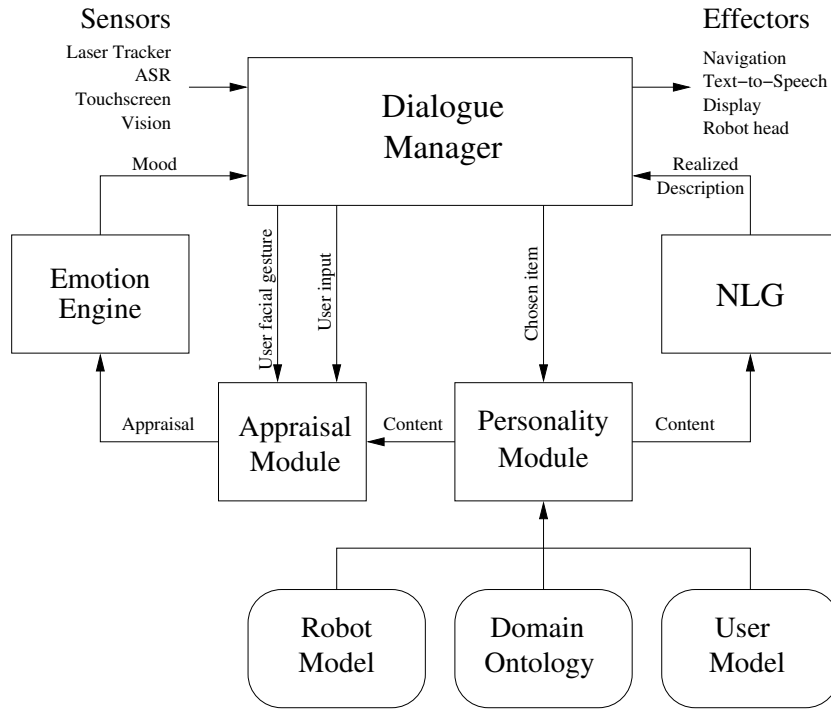 Sensors
Laser Tracker
ASR
Touchscreen
Vision
Effectors
Navigation
Text−to−Speech
Display
Robot head
Dialogue
Manager
Mood
Realized
Description
Emotion
Engine
User facial gesture
User input
Chosen item
NLG
Appraisal
Appraisal
Module
Content
Personality
Module
Content
Robot
Model
Domain
Ontology
User
Model